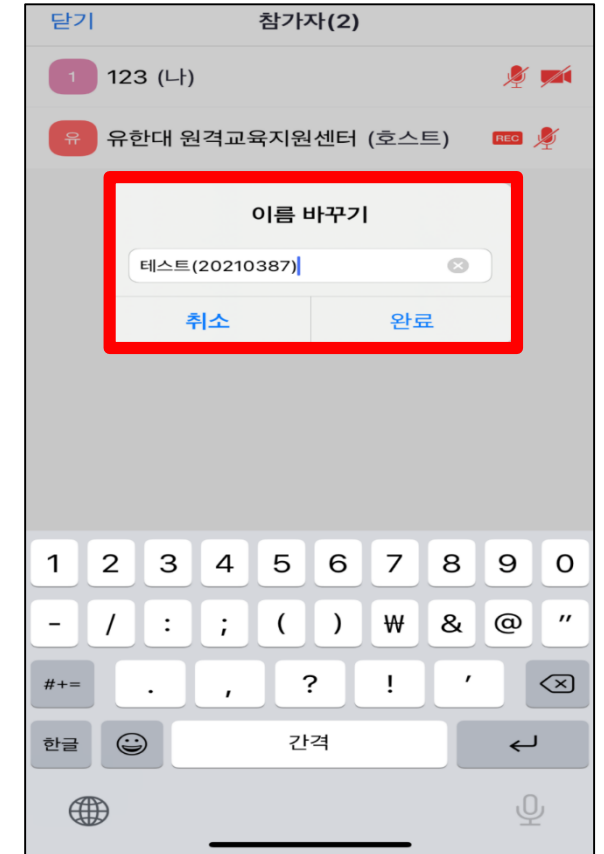 닫기 참가자(2)
1 123 (나)
유 유한대 원격교육지원센터 (호스트) REC
이름 바꾸기
테스트(20210387)
취소 완료
1 2 3 4 5 6 7 8 9 0
- / : ; ( ) ₩ & @ "
#+= . , ? ! '
한글 간격